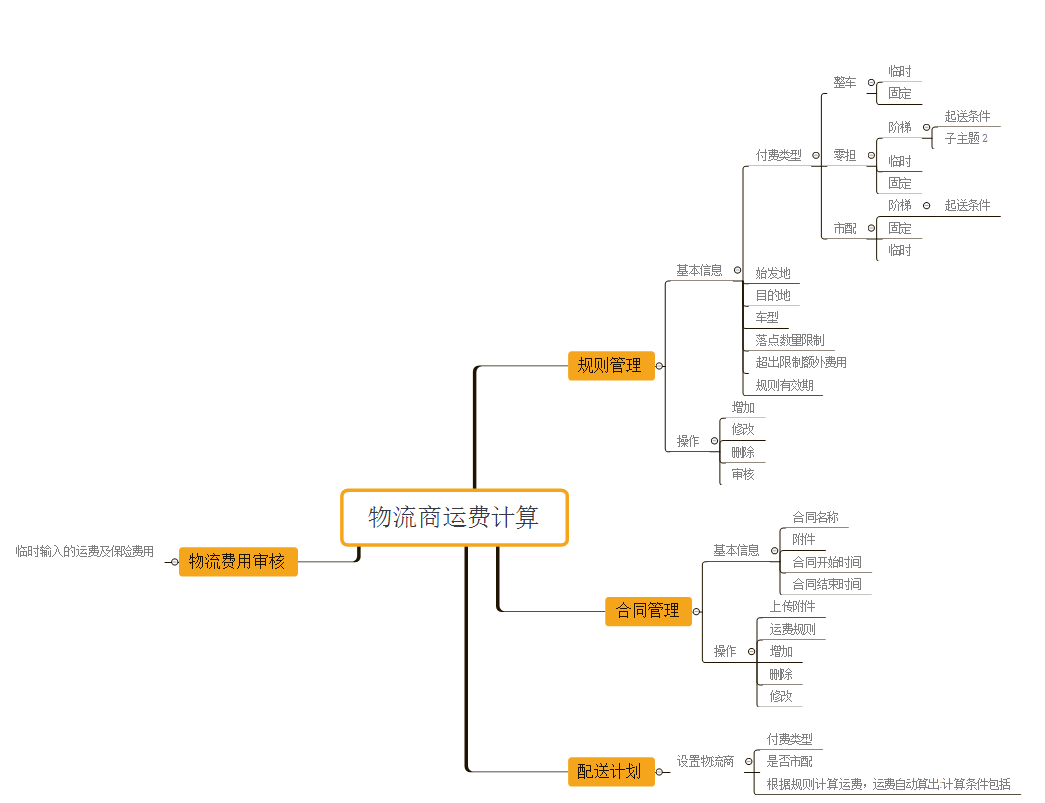 物流商运费计算
规则管理
基本信息
付费类型
整车
临时
固定
零担
阶梯
起送条件
子主题 2
临时
固定
市配
阶梯
起送条件
固定
临时
始发地
目的地
车型
落点数量限制
超出限制额外费用
规则有效期
操作
增加
修改
删除
审核
合同管理
基本信息
合同名称
附件
合同开始时间
合同结束时间
操作
上传附件
运费规则
增加
删除
修改
配送计划
设置物流商
付费类型
是否市配
根据规则计算运费，运费自动算出.计算条件包括
物流费用审核
临时输入的运费及保险费用